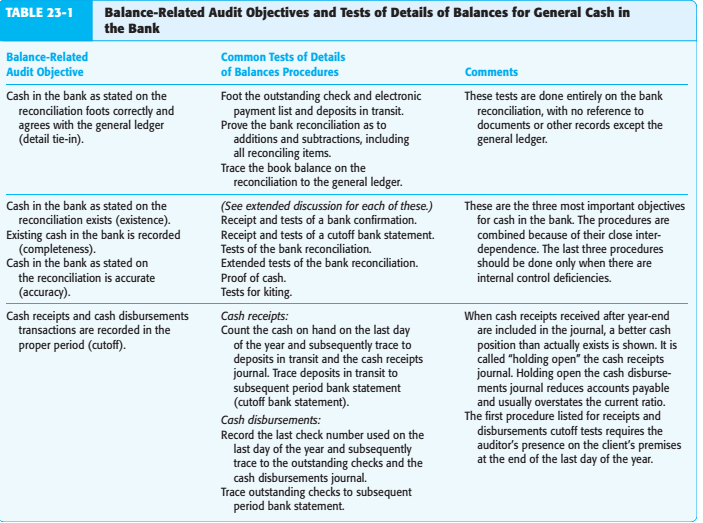 TABLE 23-1
Balance-Related Audit Objectives and Tests of Details of Balances for General Cash in
the Bank
Balance-Related
Audit Objective
Common Tests of Details
of Balances Procedures
Comments
Cash in the bank as stated on the
reconciliation foots correctly and
agrees with the general ledger
(detail tie-in).
Foot the outstanding check and electronic
payment list and deposits in transit.
Prove the bank reconciliation as to
additions and subtractions, including
all reconciling items.
Trace the book balance on the
reconciliation to the general ledger.
These tests are done entirely on the bank
reconciliation, with no reference to
documents or other records except the
general ledger.
Cash in the bank as stated on the
reconciliation exists (existence).
Existing cash in the bank is recorded
(completeness).
Cash in the bank as stated on
the reconciliation is accurate
(accuracy).
(See extended discussion for each of these.)
Receipt and tests of a bank confirmation.
Receipt and tests of a cutoff bank statement.
Tests of the bank reconciliation.
Extended tests of the bank reconciliation.
Proof of cash.
Tests for kiting.
These are the three most important objectives
for cash in the bank. The procedures are
combined because of their close inter-
dependence. The last three procedures
should be done only when there are
internal control deficiencies.
Cash receipts and cash disbursements
transactions are recorded in the
proper period (cutoff).
Cash receipts:
Count the cash on hand on the last day
of the year and subsequently trace to
deposits in transit and the cash receipts
journal. Trace deposits in transit to
subsequent period bank statement
(cutoff bank statement).
Cash disbursements:
Record the last check number used on the
last day of the year and subsequently
trace to the outstanding checks and the
cash disbursements journal.
Trace outstanding checks to subsequent
period bank statement.
When cash receipts received after year-end
are included in the journal, a better cash
position than actually exists is shown. It is
called “holding open” the cash receipts
journal. Holding open the cash disburse-
ments journal reduces accounts payable
and usually overstates the current ratio.
The first procedure listed for receipts and
disbursements cutoff tests requires the
auditor’s presence on the client’s premises
at the end of the last day of the year.